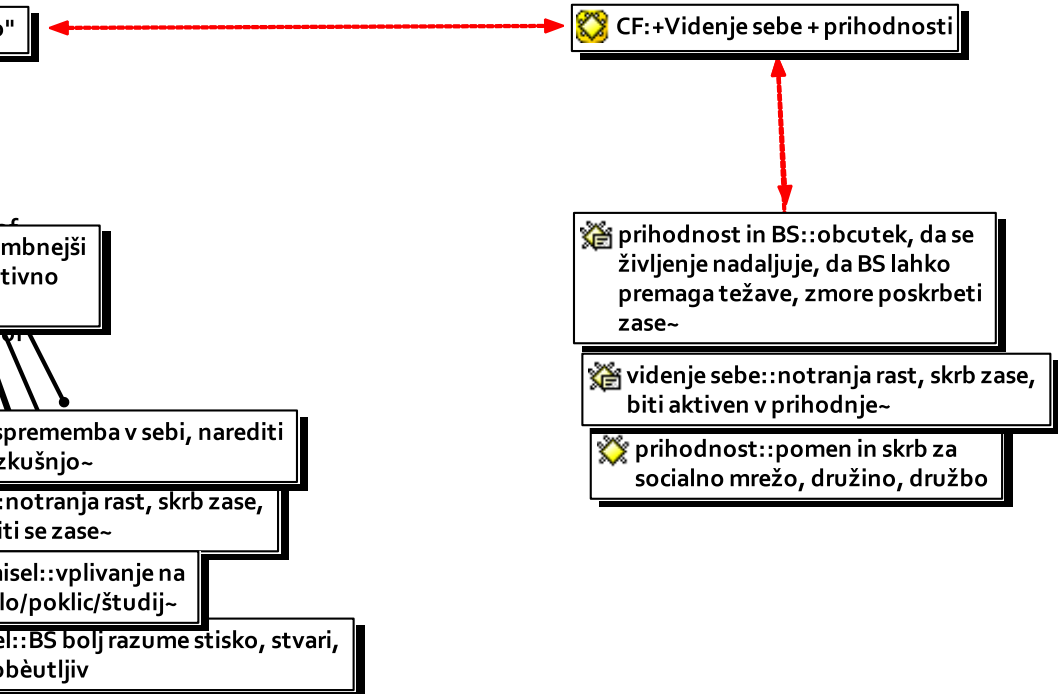 CF:+Videnje sebe + prihodnosti
prihodnost in BS::obcutek, da se
življenje nadaljuje, da BS lahko
premaga težave, zmore poskrbeti
zase~
videnje sebe::notranja rast, skrb zase,
biti aktiven v prihodnje~
prihodnost::pomen in skrb za
socialno mrežo, družino, družbo
mbnejši
tivno
sprememba v sebi, narediti
zkušnjo~
:notranja rast, skrb zase,
iti se zase~
isel::vplivanje na
lo/poklic/študij~
el::BS bolj razume stisko, stvari,
obèutljiv